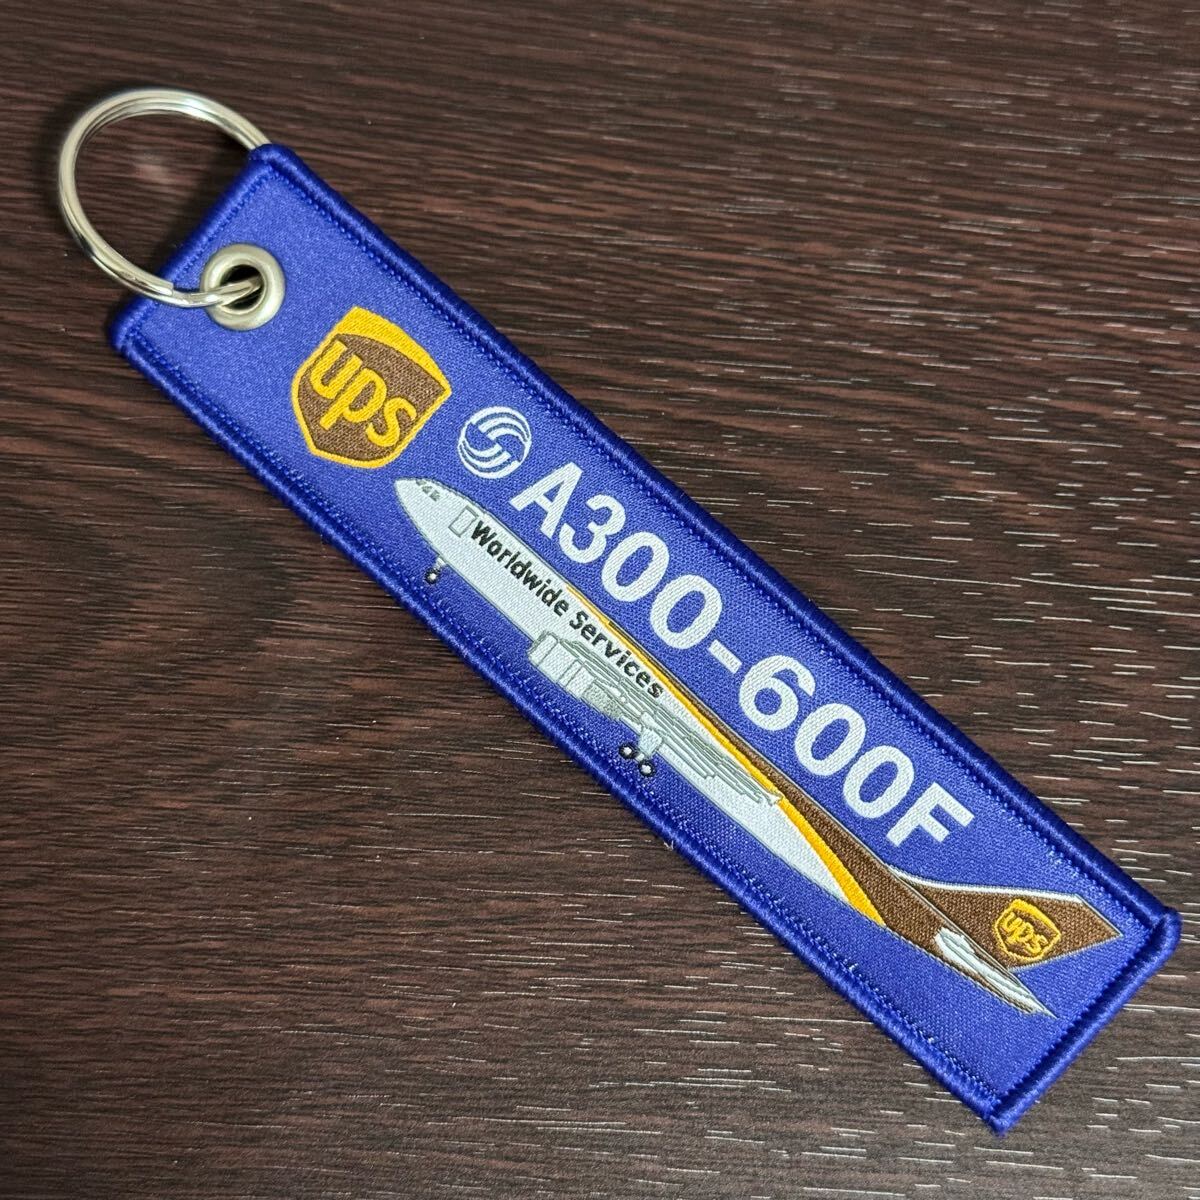 ups
A300-600F
Worldwide Services
ups